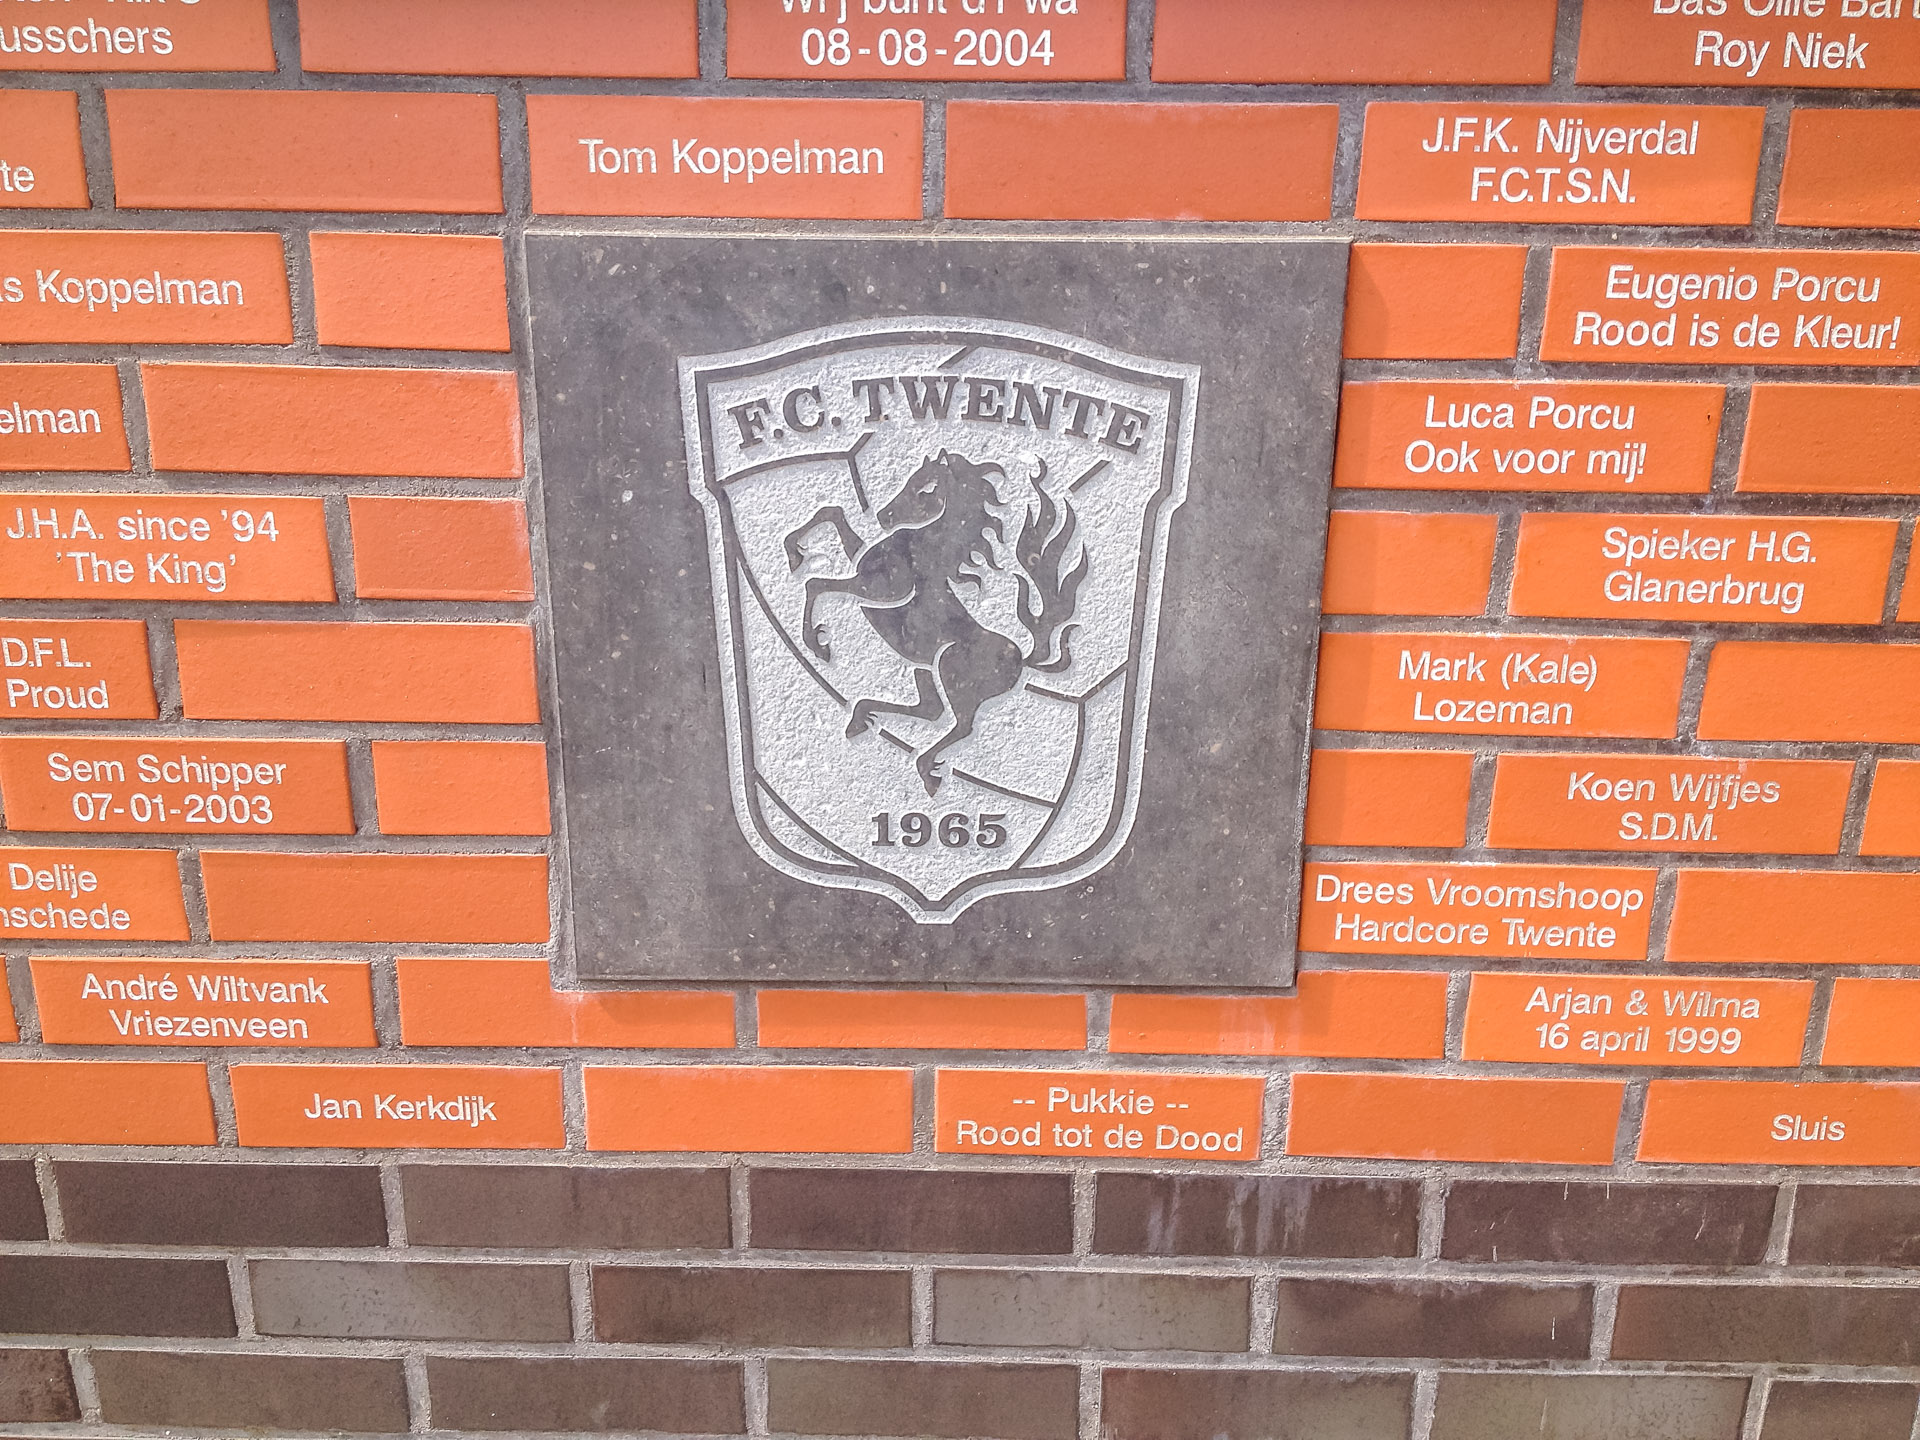 usschers
08-08-2004
Roy Niek
Tom Koppelman
J.F.K. Nijverdal
F.C.T.S.N.
Koppelman
Eugenio Porcu
Rood is de Kleur!
F.C. TWENTE
1965
Luca Porcu
Ook voor mij!
J.H.A. since '94
'The King'
Spieker H.G.
Glanerbrug
D.F.L.
Proud
Mark (Kale)
Lozeman
Sem Schipper
07-01-2003
Koen Wijfjes
S.D.M.
Delije
nschede
Drees Vroomshoop
Hardcore Twente
André Wiltvank
Vriezenveen
Arjan & Wilma
16 april 1999
Jan Kerkdijk
-- Pukkie --
Rood tot de Dood
Sluis